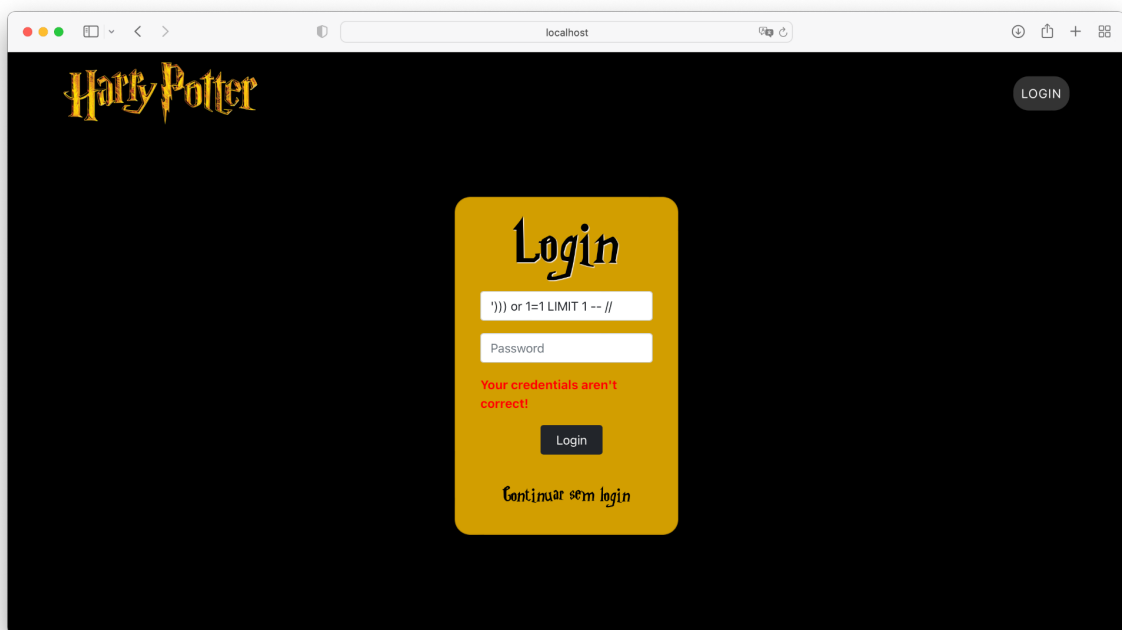 localhost
Harry Potter
LOGIN
Login
'))) or 1=1 LIMIT 1 -- //
Password
Your credentials aren't
correct!
Login
Continuar sem login